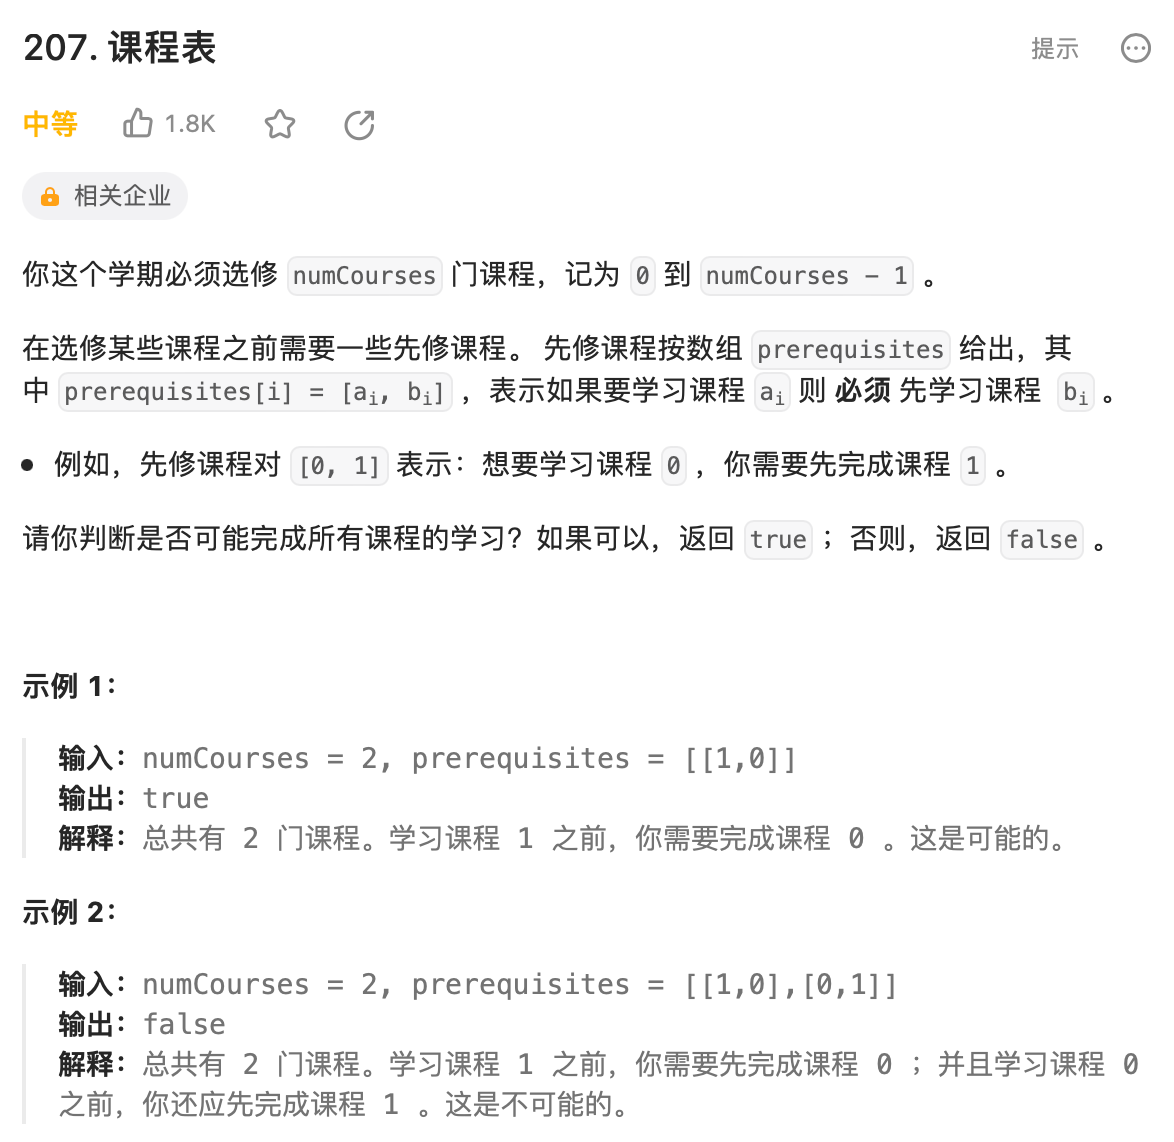 207. 课程表
提示
中等 1.8K
相关企业
你这个学期必须选修 numCourses 门课程，记为 0 到 numCourses - 1 。
在选修某些课程之前需要一些先修课程。 先修课程按数组 prerequisites 给出，其
中 prerequisites[i] = [ai, bi] ，表示如果要学习课程 ai 则 必须 先学习课程 bi 。
• 例如，先修课程对 [0, 1] 表示：想要学习课程 0 ，你需要先完成课程 1 。
请你判断是否可能完成所有课程的学习？如果可以，返回 true ；否则，返回 false 。
示例 1：
输入：numCourses = 2, prerequisites = [[1,0]]
输出：true
解释：总共有 2 门课程。学习课程 1 之前，你需要完成课程 0 。这是可能的。
示例 2：
输入：numCourses = 2, prerequisites = [[1,0],[0,1]]
输出：false
解释：总共有 2 门课程。学习课程 1 之前，你需要先完成课程 0 ；并且学习课程 0
之前，你还应先完成课程 1 。这是不可能的。